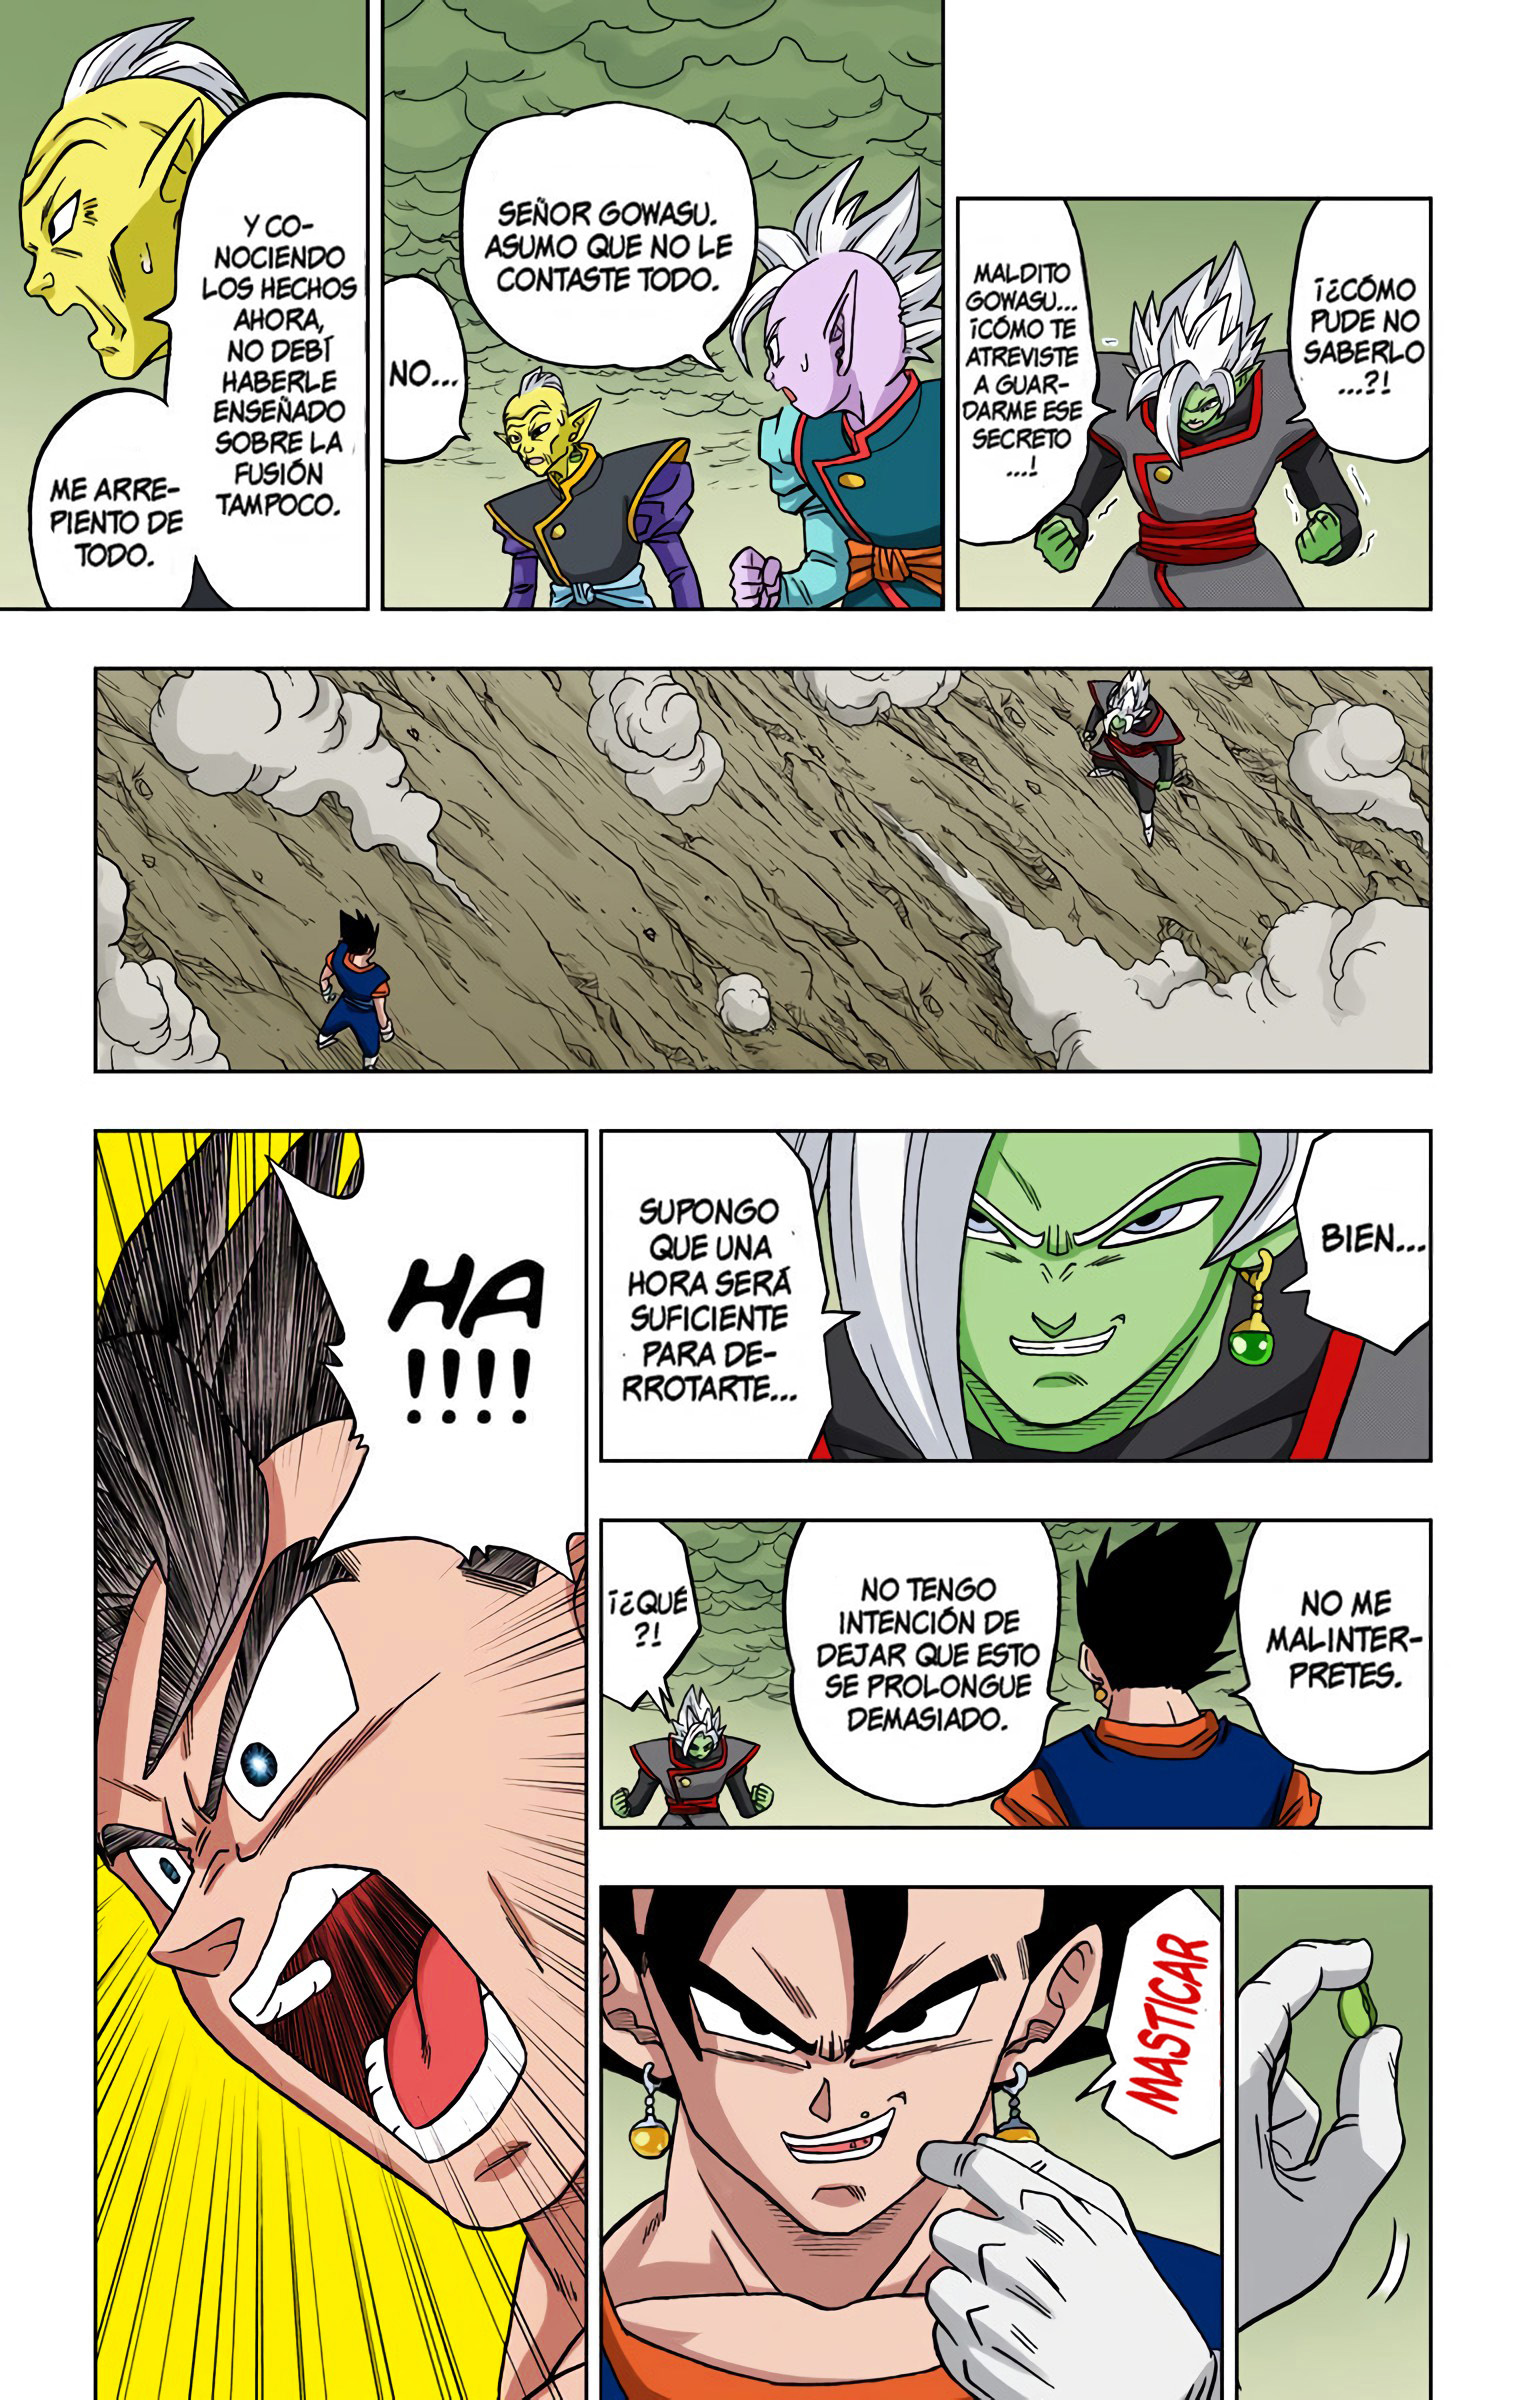 ¡¿CÓMO
PUDE NO
SABERLO
...?!
MALDITO
GOWASU...
¡CÓMO TE
ATREVISTE
A GUAR-
DARME ESE
SECRETO
...!
SEÑOR GOWASU.
ASUMO QUE NO LE
CONTASTE TODO.
NO...
Y CO-
NOCIENDO
LOS HECHOS
AHORA,
NO DEBÍ
HABERLE
ENSEÑADO
SOBRE LA
FUSIÓN
TAMPOCO.
ME ARRE-
PIENTO DE
TODO.
BIEN...
SUPONGO
QUE UNA
HORA SERÁ
SUFICIENTE
PARA DE-
RROTARTE...
NO ME
MALINTER-
PRETES.
NO TENGO
INTENCIÓN DE
DEJAR QUE ESTO
SE PROLONGUE
DEMASIADO.
¡¿QUÉ
?!
MASTICAR
HA
!!!!